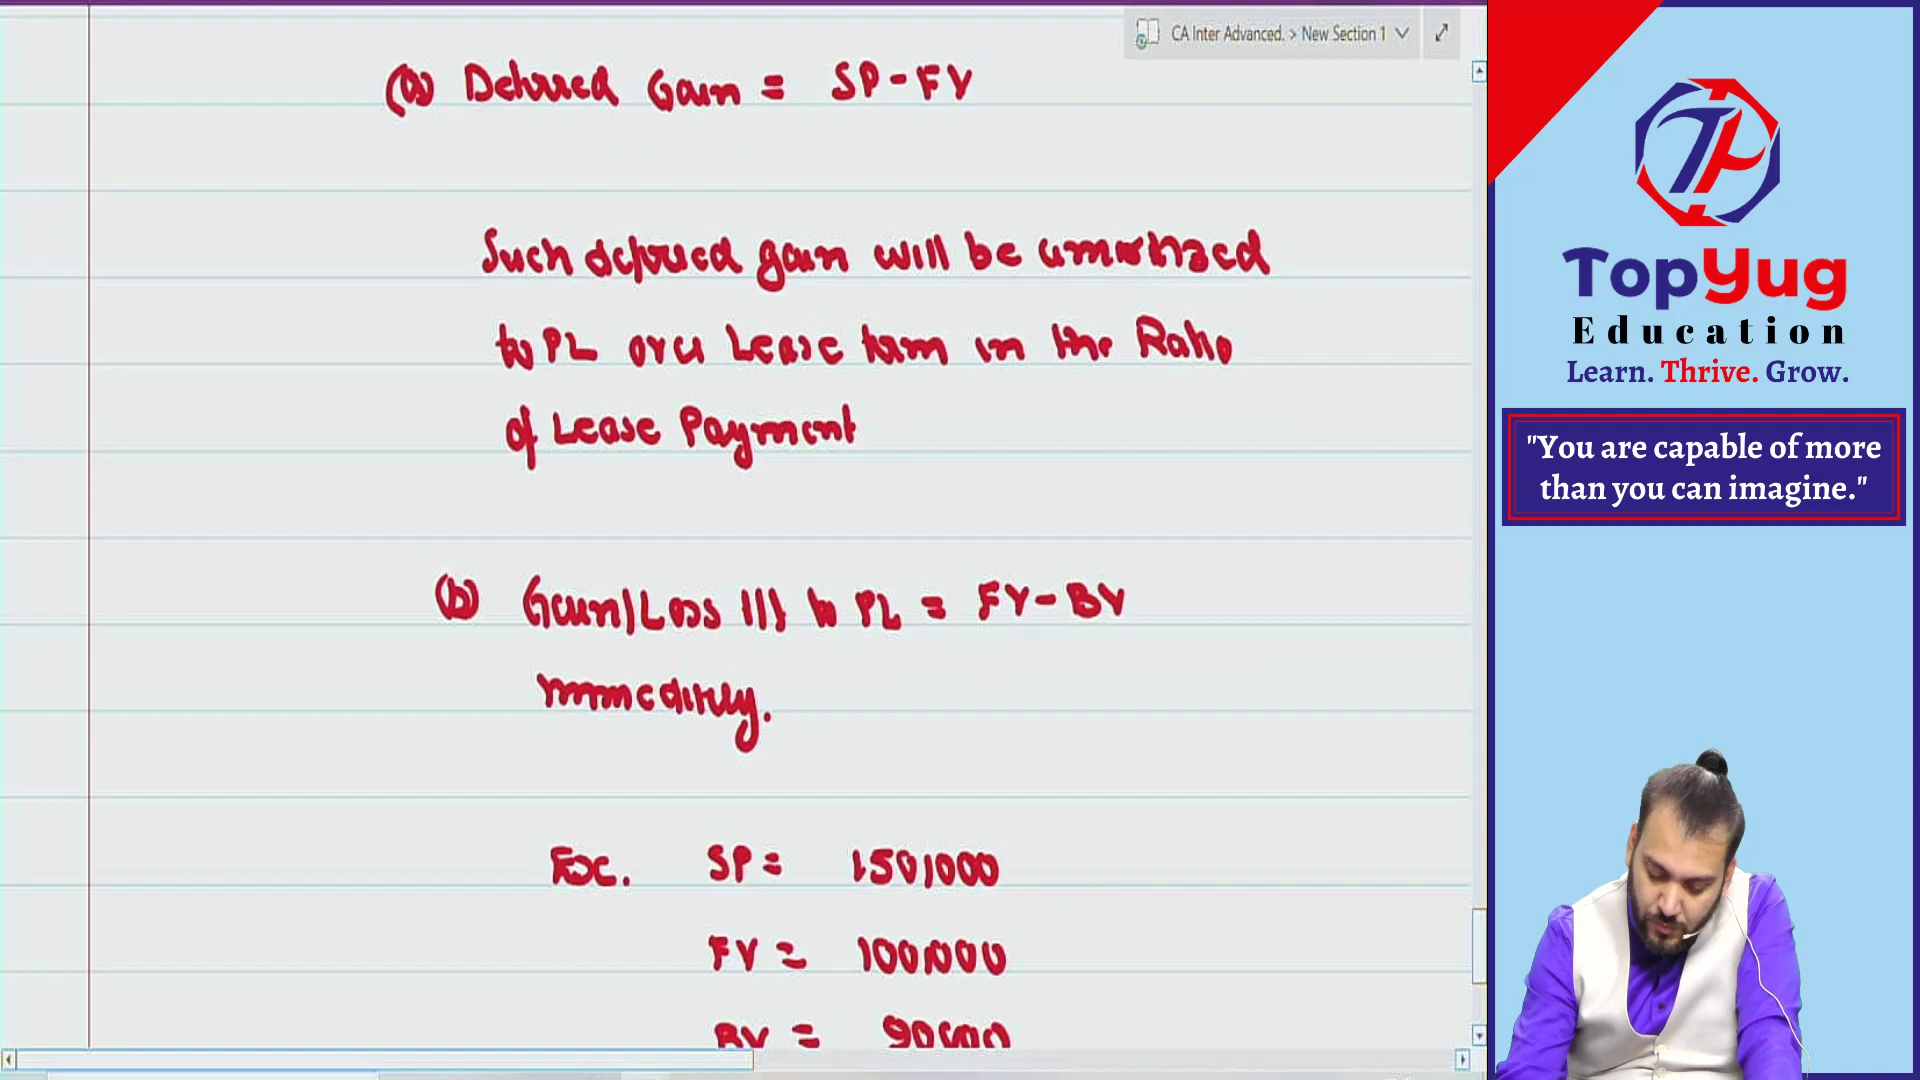 CA Inter Advanced. > New Section 1
(a) Deferred Gain = SP-FV
Such deferred gain will be amortized
to PL over Lease term in the Ratio
of Lease Payment
(b) Gain/Loss to PL = FV-BV
immediately.
Ex. SP = 150,000
FV = 100,000
BV = 90,000
TopYug
Education
Learn. Thrive. Grow.
"You are capable of more
than you can imagine."